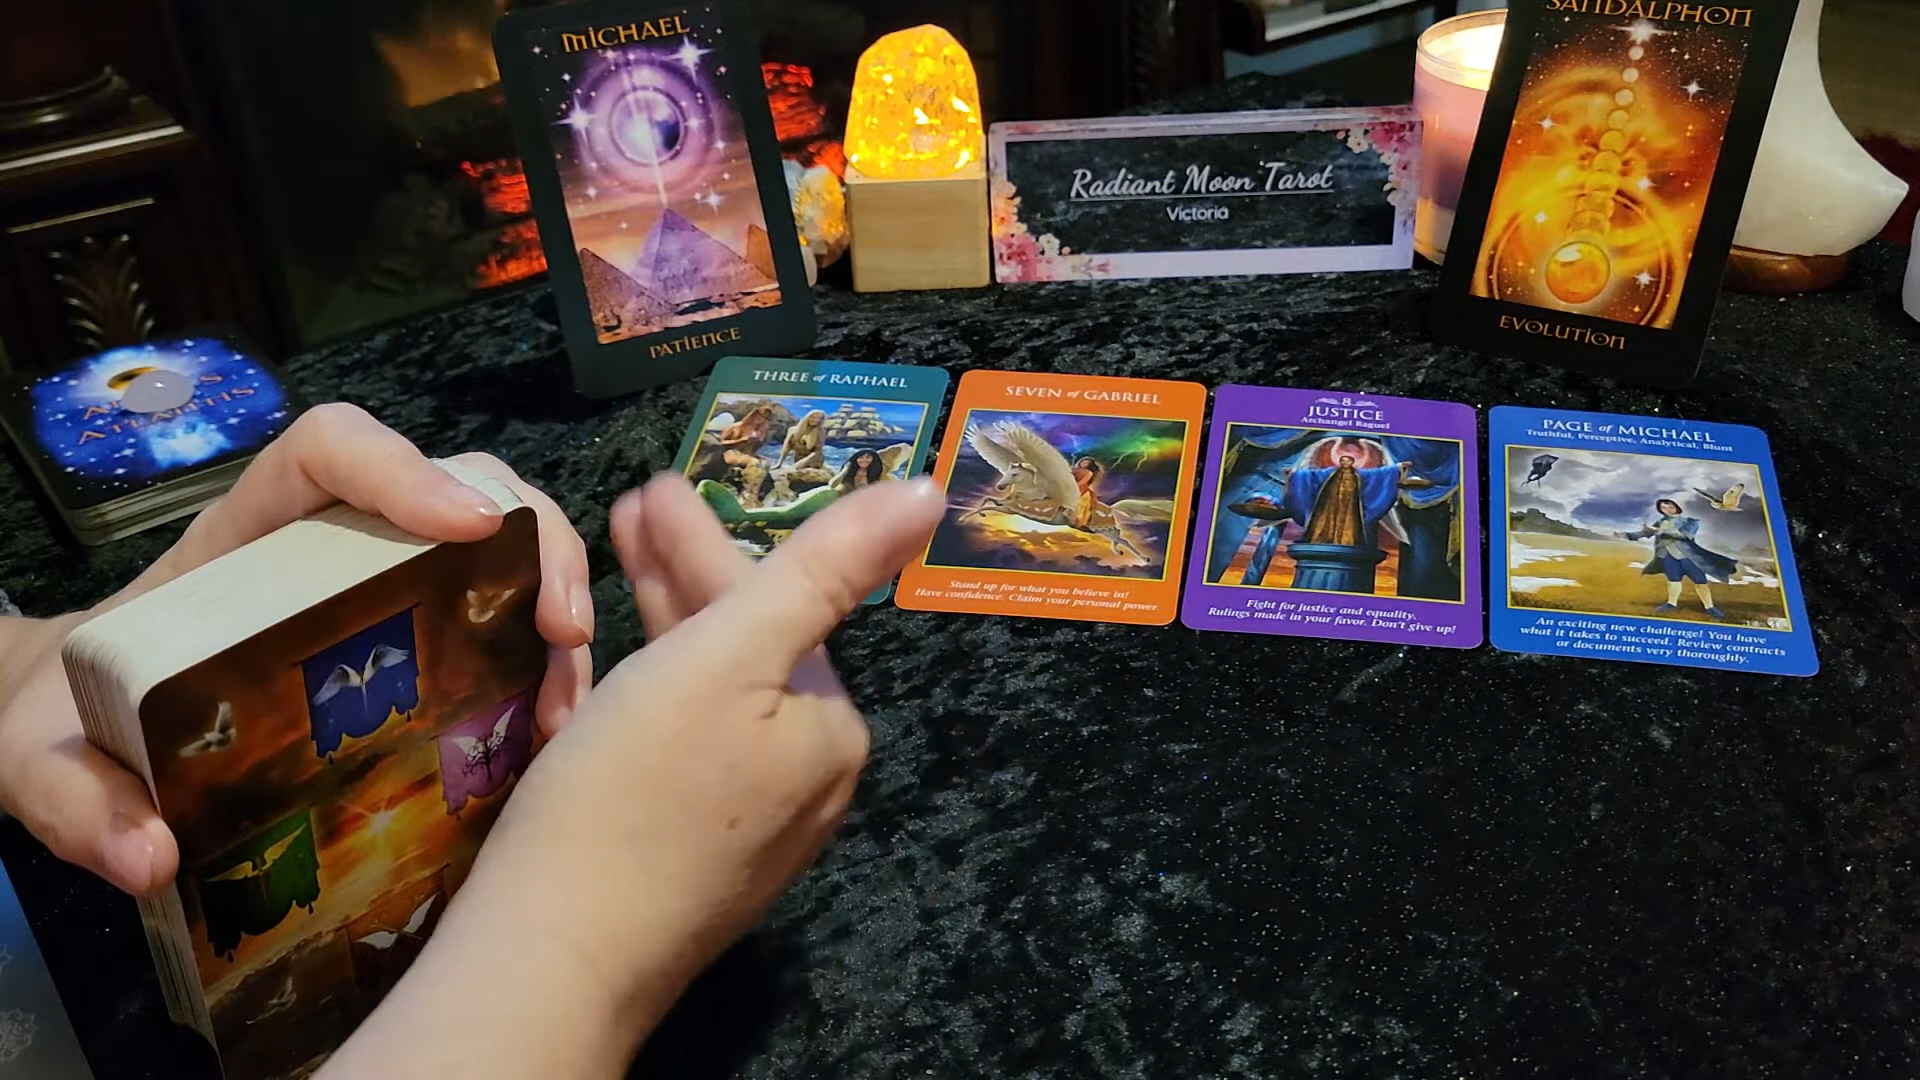 MICHAEL
PATIENCE
SANDALPHON
EVOLUTION
Radiant Moon Tarot
Victoria
THREE of RAPHAEL
SEVEN of GABRIEL
Stand up for what you believe in!
Have confidence. Claim your personal power.
8
JUSTICE
Archangel Raguel
Fight for justice and equality.
Rulings made in your favor. Don't give up!
PAGE of MICHAEL
Truthful, Perceptive, Analytical, Blunt
An exciting new challenge! You have
what it takes to succeed. Review contracts
or documents very thoroughly.